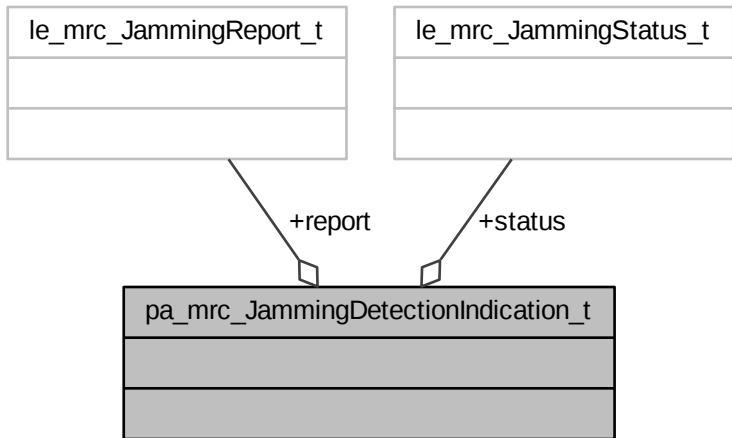 le_mrc_JammingReport_t
le_mrc_JammingStatus_t
+report
+status
pa_mrc_JammingDetectionIndication_t